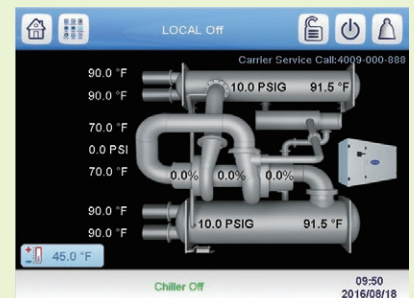 LOCAL Off
Carrier Service Call:4009-000-888
90.0 °F
90.0 °F
10.0 PSIG
91.5 °F
70.0 °F
0.0 PSI
70.0 °F
0.0%
0.0%
0.0%
90.0 °F
90.0 °F
10.0 PSIG
91.5 °F
45.0 °F
Chiller Off
09:50
2016/08/18